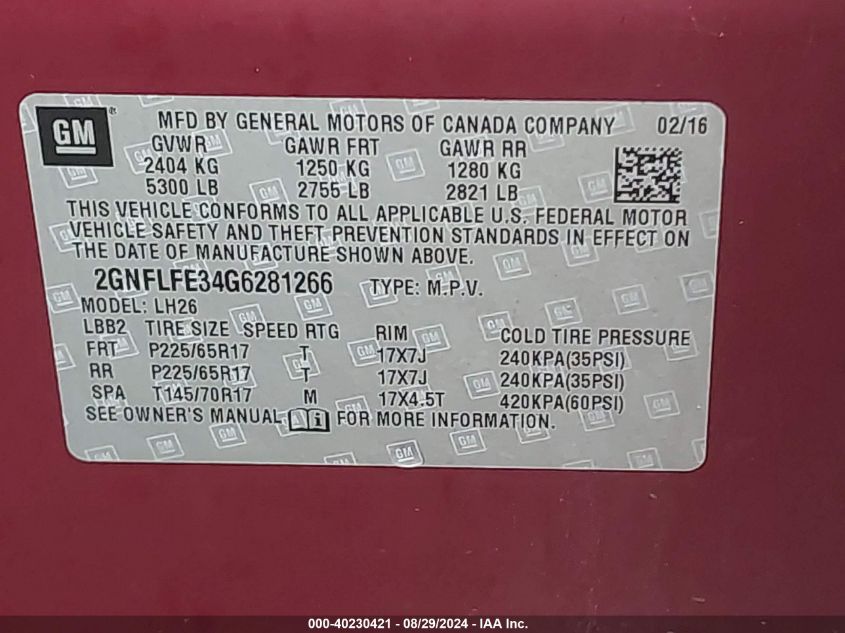 GM ® MFD BY GENERAL MOTORS OF CANADA COMPANY 02/16
GVWR GAWR FRT GAWR RR
2404 KG 1250 KG 1280 KG
5300 LB 2755 LB 2821 LB
THIS VEHICLE CONFORMS TO ALL APPLICABLE U.S. FEDERAL MOTOR
VEHICLE SAFETY AND THEFT PREVENTION STANDARDS IN EFFECT ON
THE DATE OF MANUFACTURE SHOWN ABOVE.
2GNFLFE34G6281266 TYPE: M.P.V.
MODEL: LH26
LBB2 TIRE SIZE SPEED RTG RIM COLD TIRE PRESSURE
FRT P225/65R17 T 17X7J 240KPA(35PSI)
RR P225/65R17 T 17X7J 240KPA(35PSI)
SPA T145/70R17 M 17X4.5T 420KPA(60PSI)
SEE OWNER'S MANUAL i FOR MORE INFORMATION.
000-40230421 - 08/29/2024 - IAA Inc.